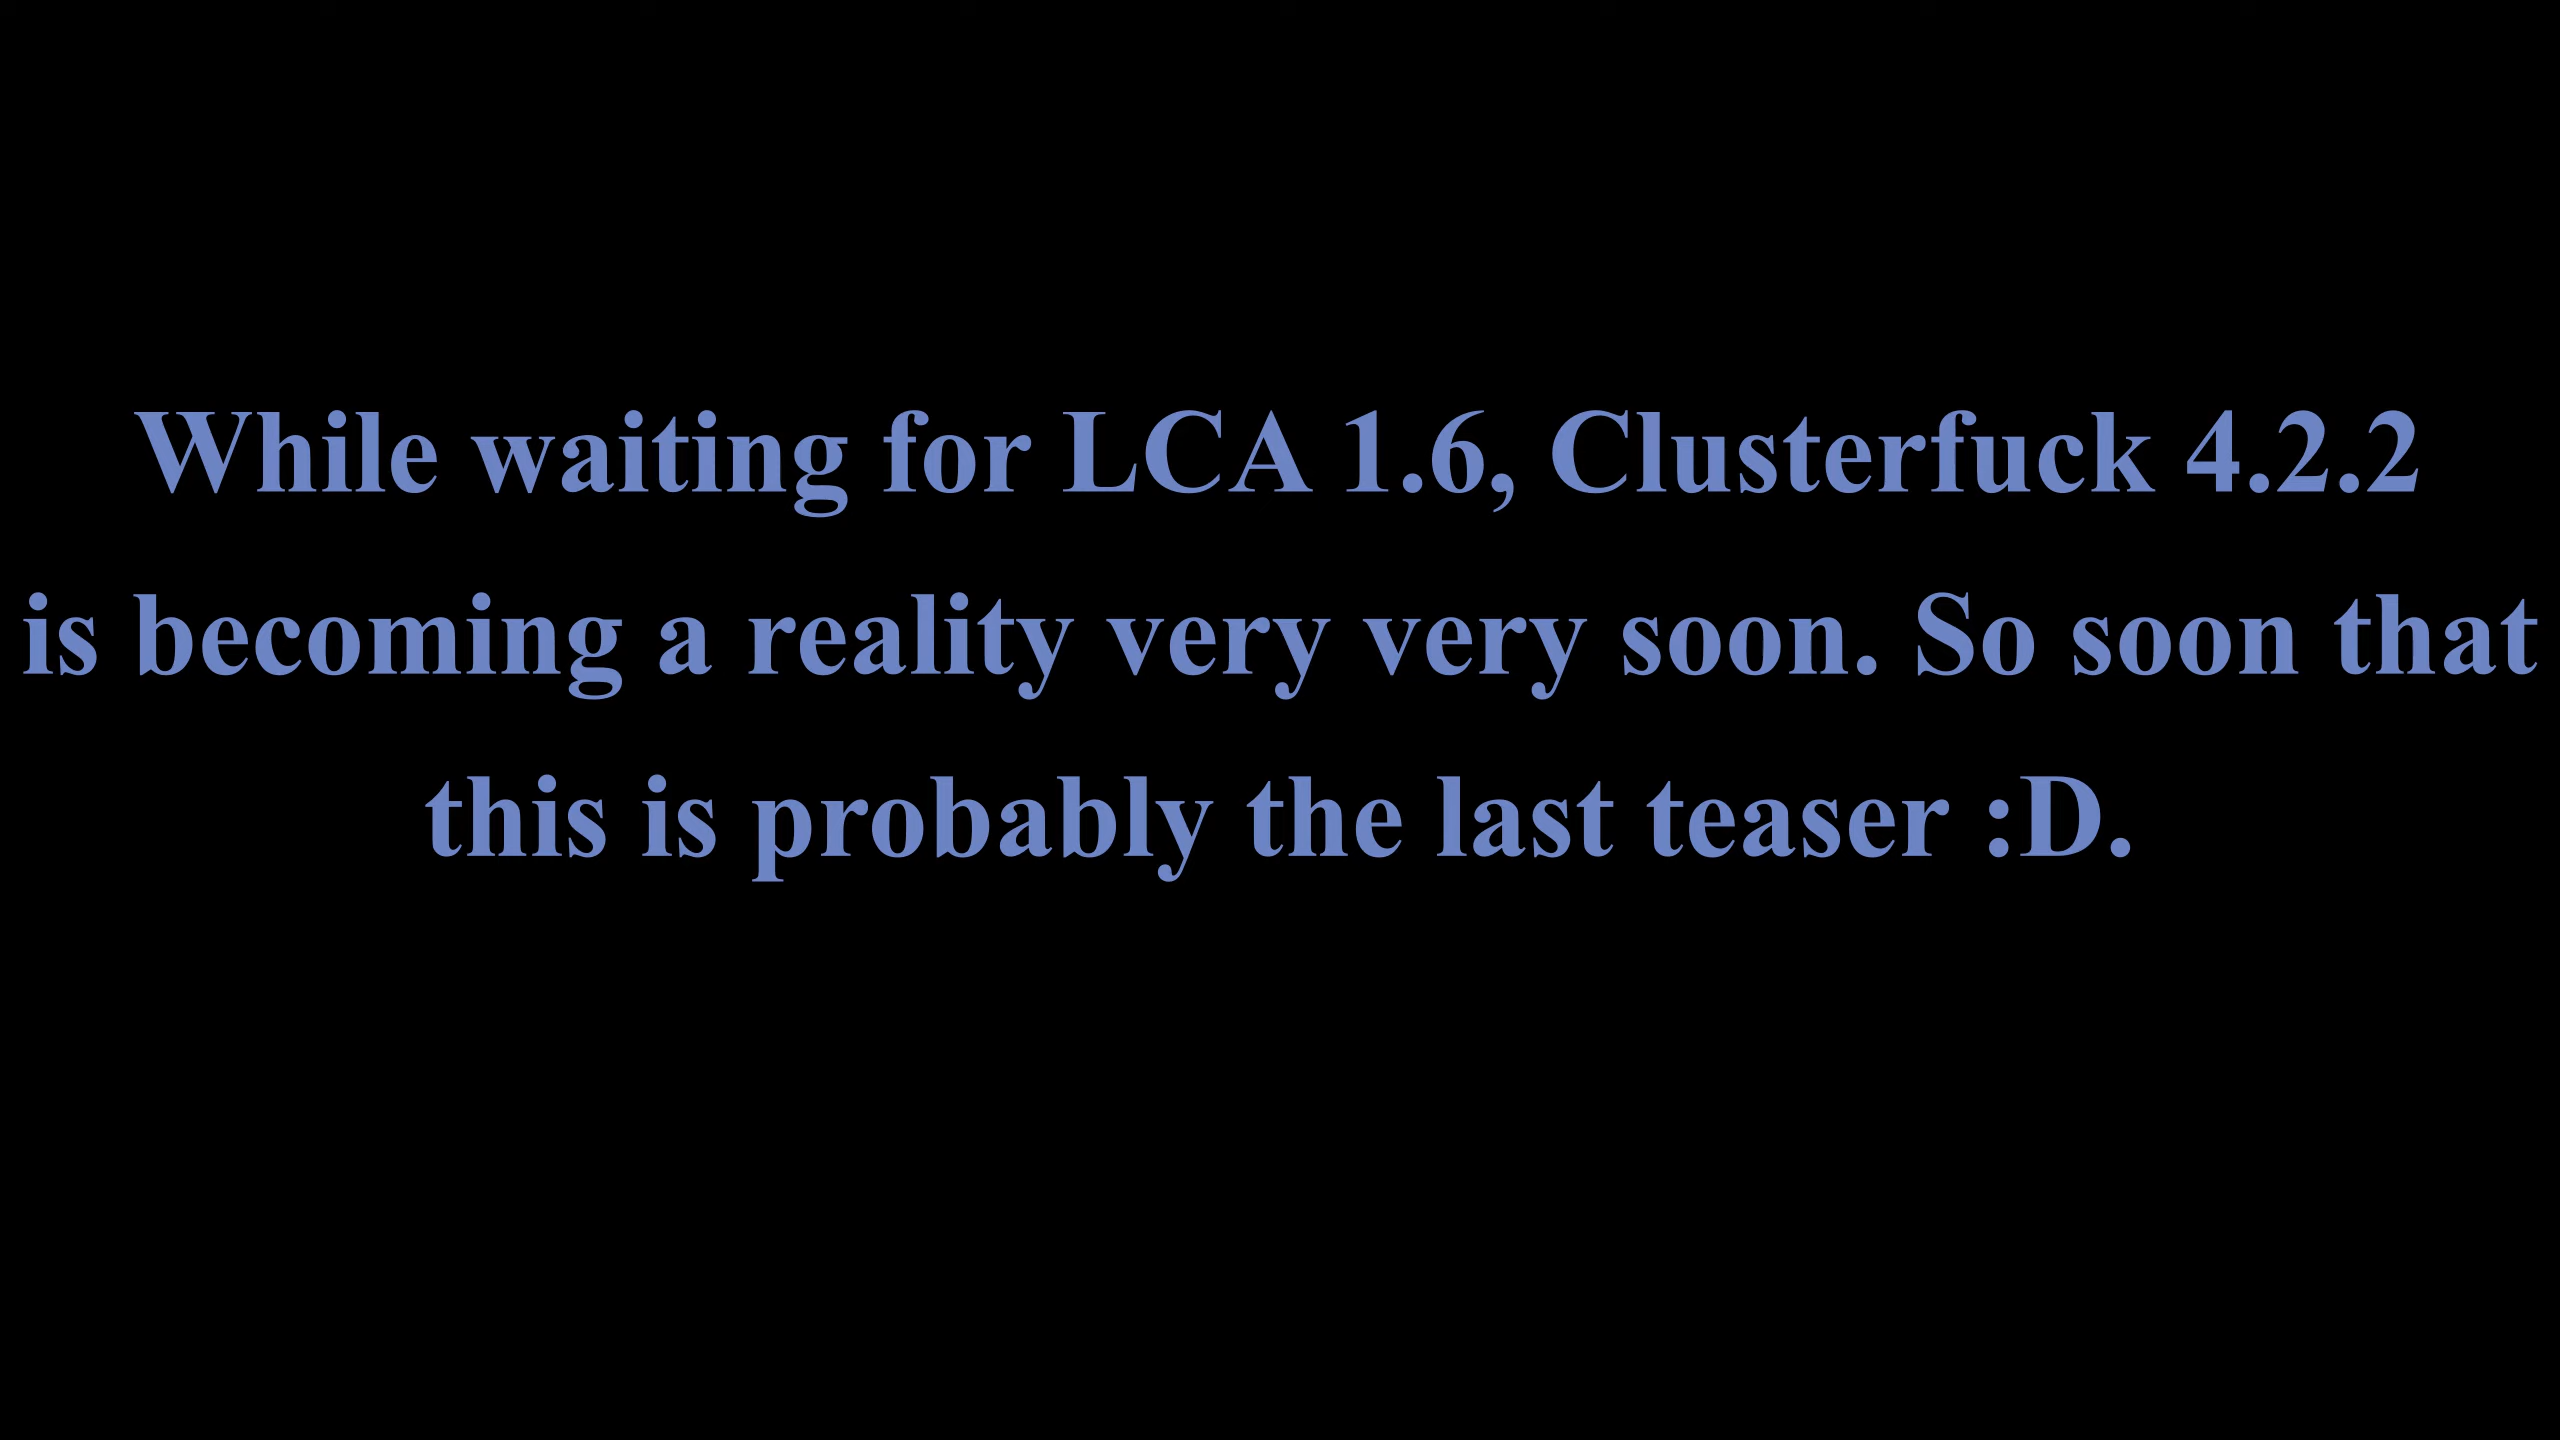 While waiting for LCA 1.6, Clusterfuck 4.2.2
is becoming a reality very very soon. So soon that
this is probably the last teaser :D.